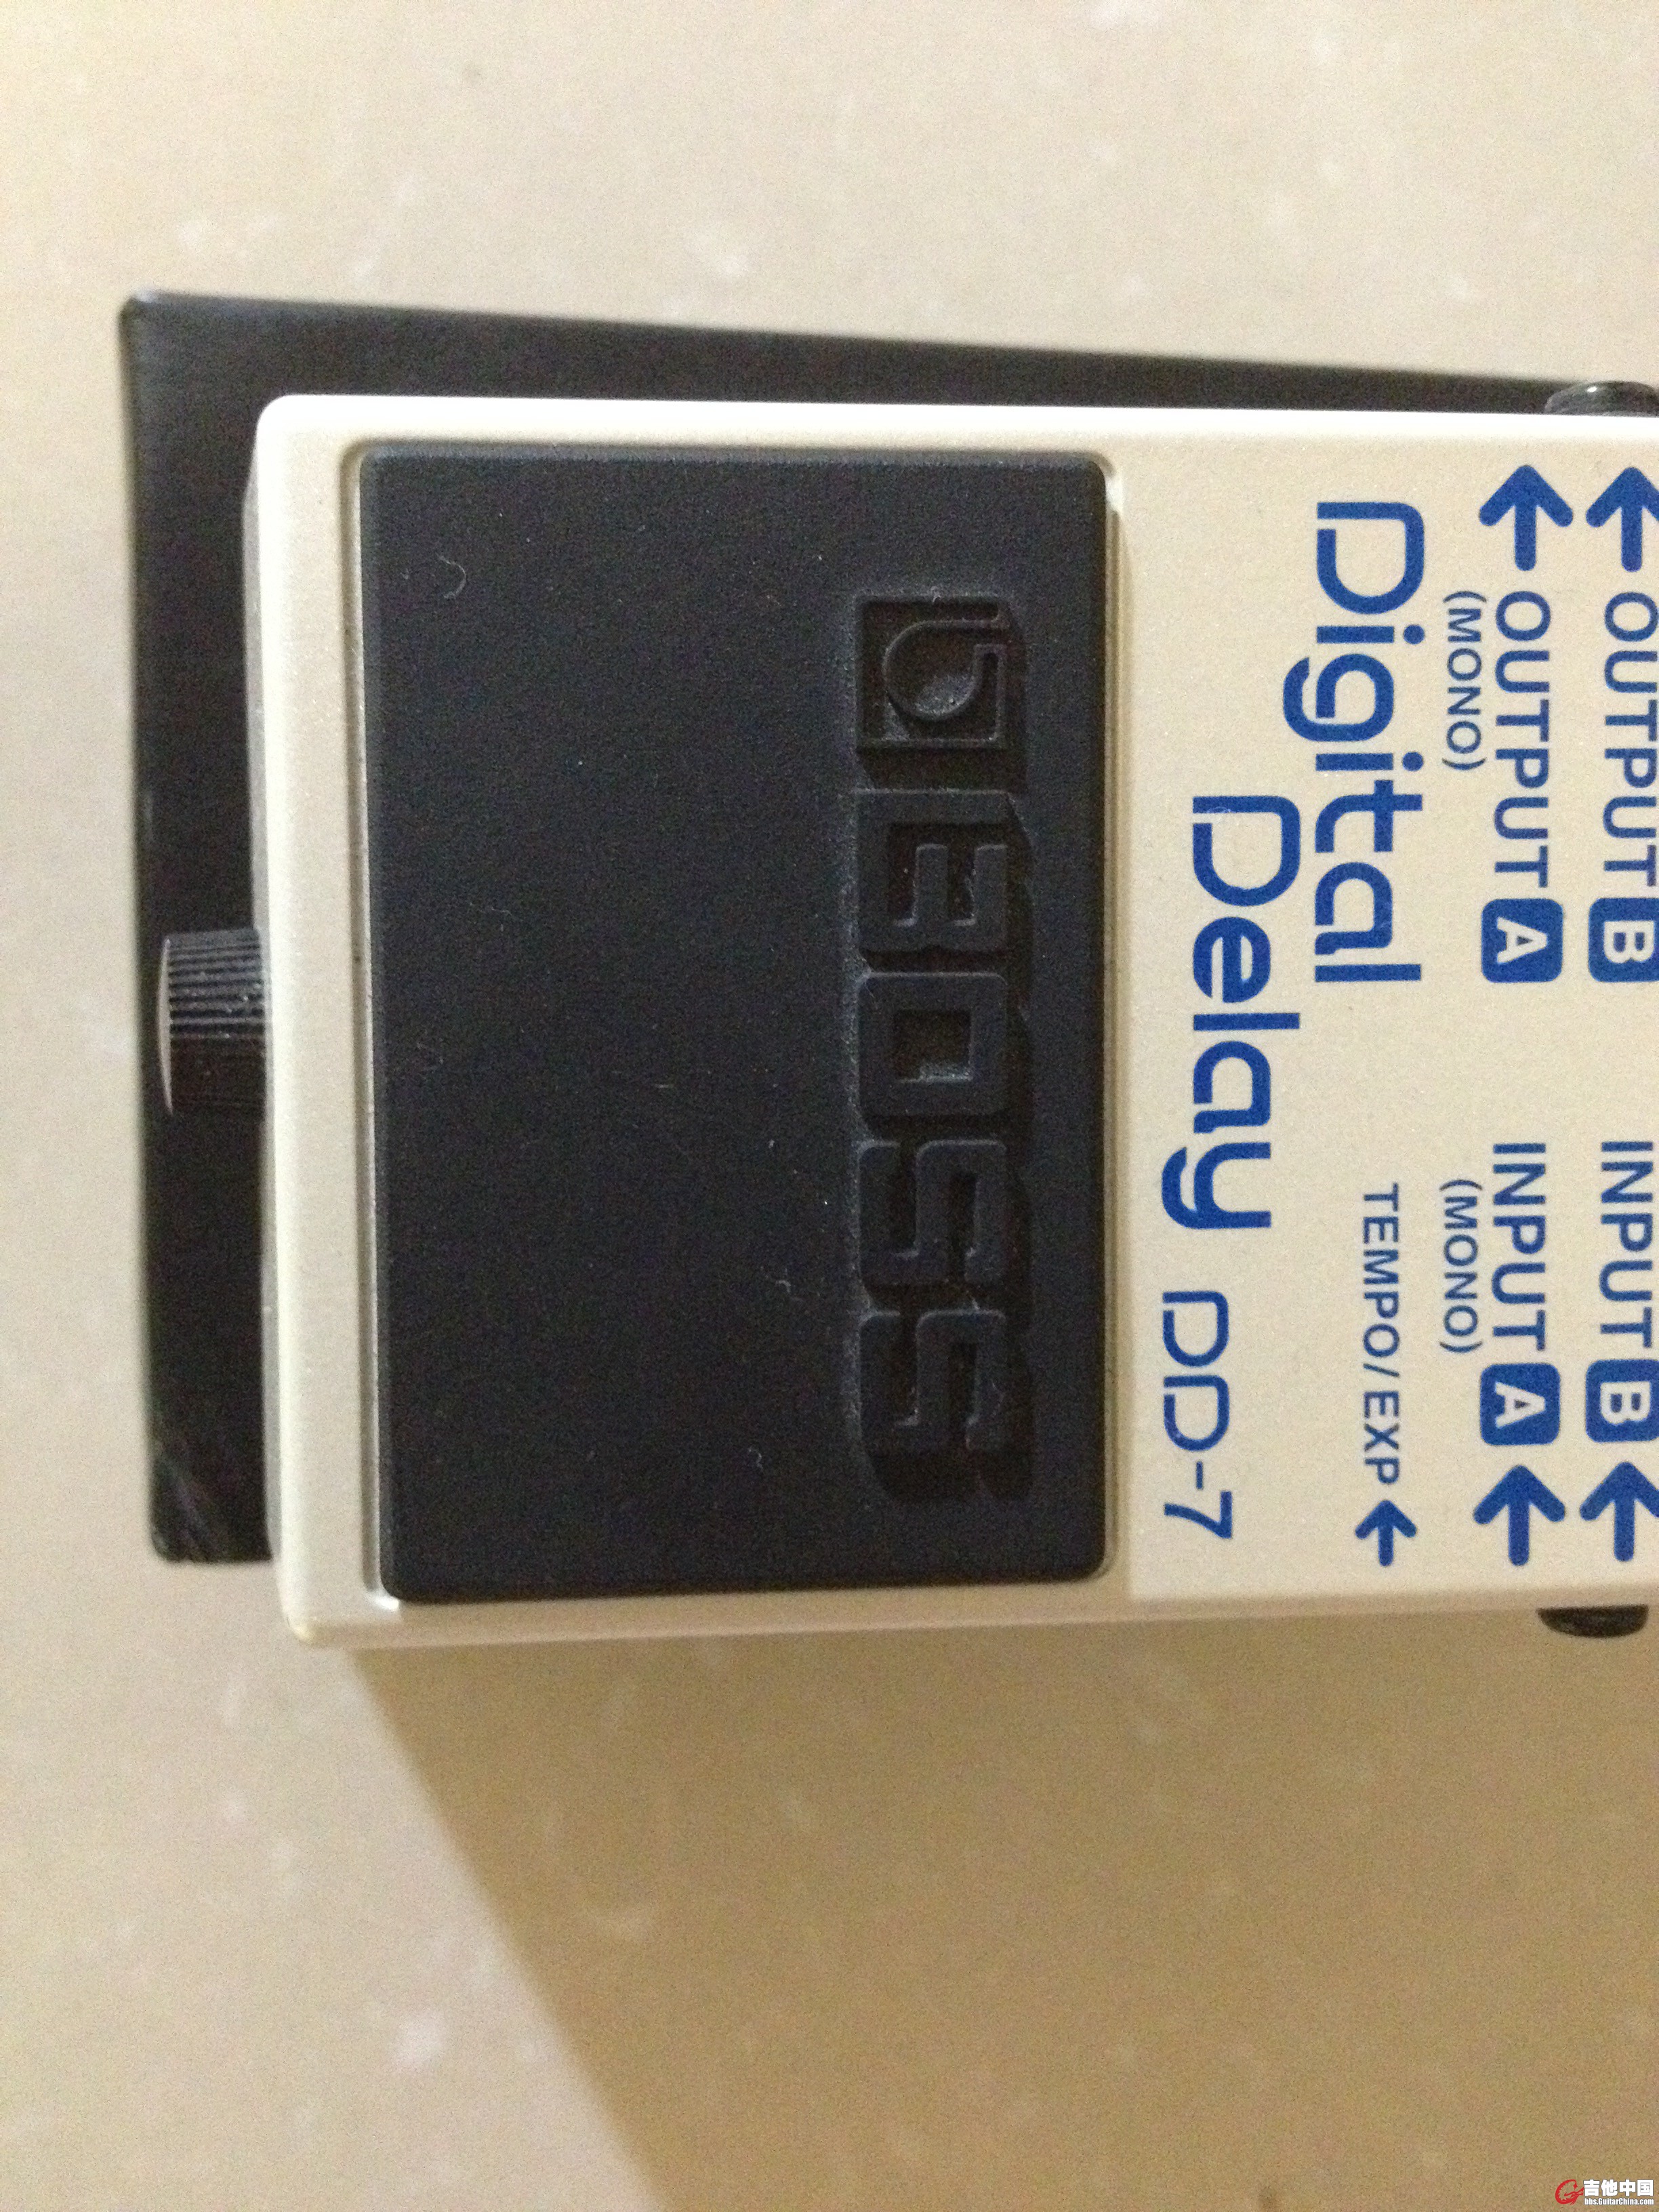 OUTPUT B
INPUT B
OUTPUT A
(MONO)
INPUT A
(MONO)
Digital
TEMPO/EXP
Delay
DD-7
BOSS
吉他中国
bbs.GuitarChina.com